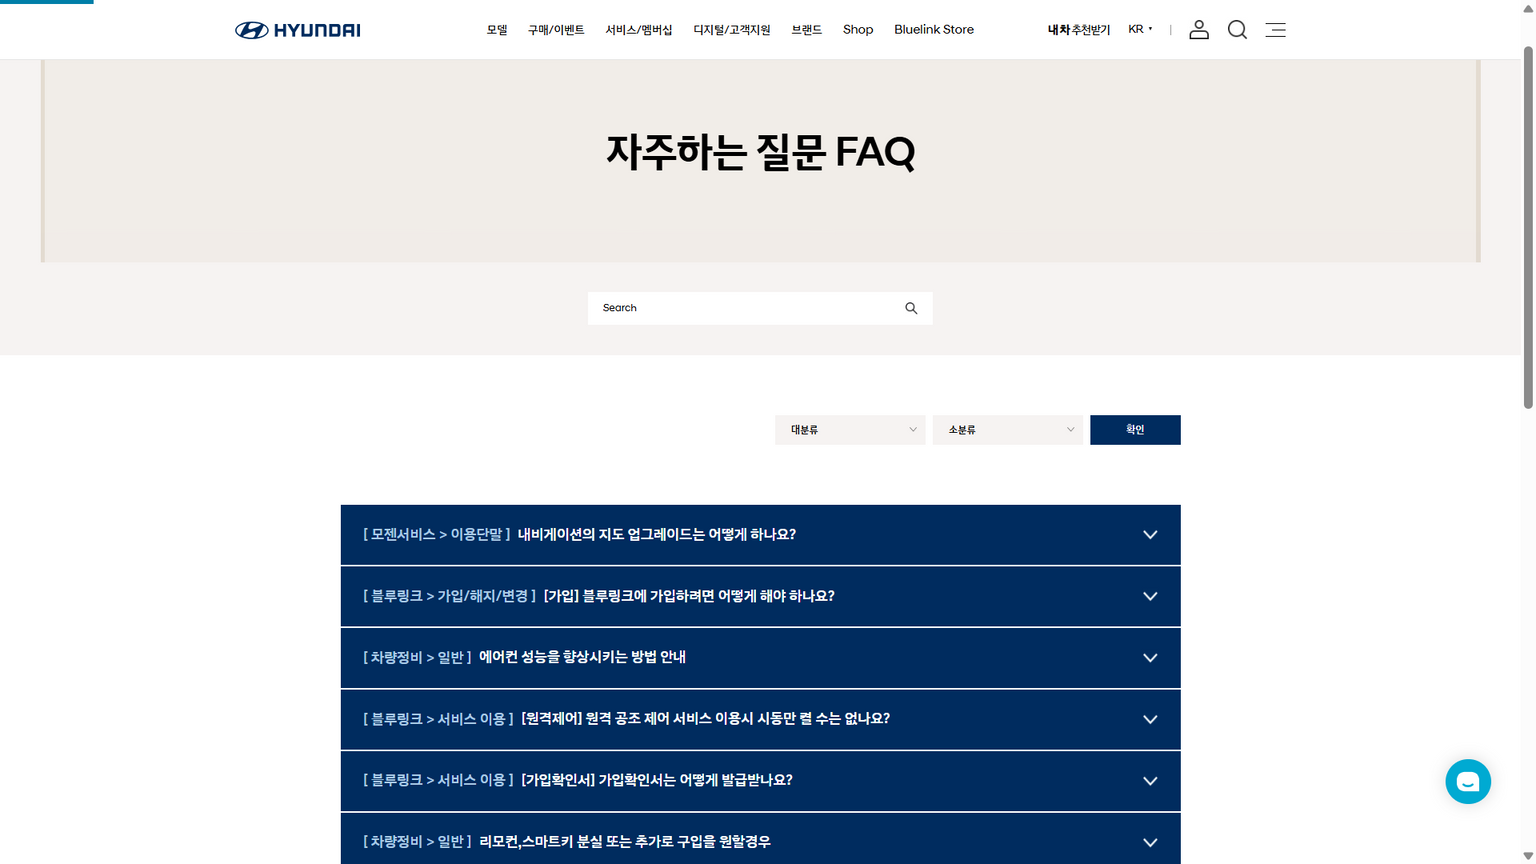 HYUNDAI
모델 구매/이벤트 서비스/멤버십 디지털/고객지원 브랜드 Shop Bluelink Store 내차 추천받기 KR
자주하는 질문 FAQ
Search
대분류 소분류 확인
[ 모젠서비스 > 이용단말 ] 내비게이션의 지도 업그레이드는 어떻게 하나요?
[ 블루링크 > 가입/해지/변경 ] [가입] 블루링크에 가입하려면 어떻게 해야 하나요?
[ 차량정비 > 일반 ] 에어컨 성능을 향상시키는 방법 안내
[ 블루링크 > 서비스 이용 ] [원격제어] 원격 공조 제어 서비스 이용시 시동만 켤 수는 없나요?
[ 블루링크 > 서비스 이용 ] [가입확인서] 가입확인서는 어떻게 발급받나요?
[ 차량정비 > 일반 ] 리모컨,스마트키 분실 또는 추가로 구입을 원할경우